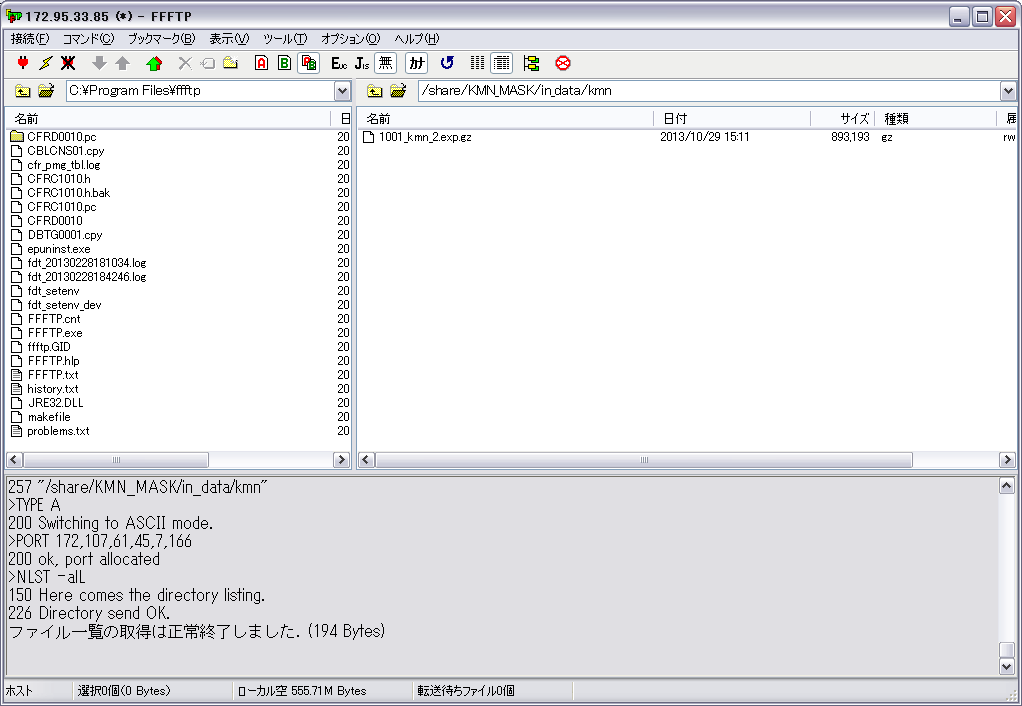 172.95.33.85 (*) - FFFTP
接続(F) コマンド(C) ブックマーク(B) 表示(V) ツール(T) オプション(O) ヘルプ(H)
A B EUC JIS 無 カナ
C:¥Program Files¥ffftp /share/KMN_MASK/in_data/kmn
名前 日 名前 日付 サイズ 種類 属
CFRD0010.pc 20 1001_kmn_2.exp.gz 2013/10/29 15:11 893,193 gz rw
CBLCNS01.cpy 20
cfr_pmg_tbl.log 20
CFRC1010.h 20
CFRC1010.h.bak 20
CFRC1010.pc 20
CFRD0010 20
DBTG0001.cpy 20
epuninst.exe 20
fdt_20130228181034.log 20
fdt_20130228184246.log 20
fdt_setenv 20
fdt_setenv_dev 20
FFFTP.cnt 20
FFFTP.exe 20
ffftp.GID 20
FFFTP.hlp 20
FFFTP.txt 20
history.txt 20
JRE32.DLL 20
makefile 20
problems.txt 20
257 "/share/KMN_MASK/in_data/kmn"
>TYPE A
200 Switching to ASCII mode.
>PORT 172,107,61,45,7,166
200 ok, port allocated
>NLST -alL
150 Here comes the directory listing.
226 Directory send OK.
ファイル一覧の取得は正常終了しました. (194 Bytes)
ホスト 選択0個(0 Bytes) ローカル空 555.71M Bytes 転送待ちファイル0個